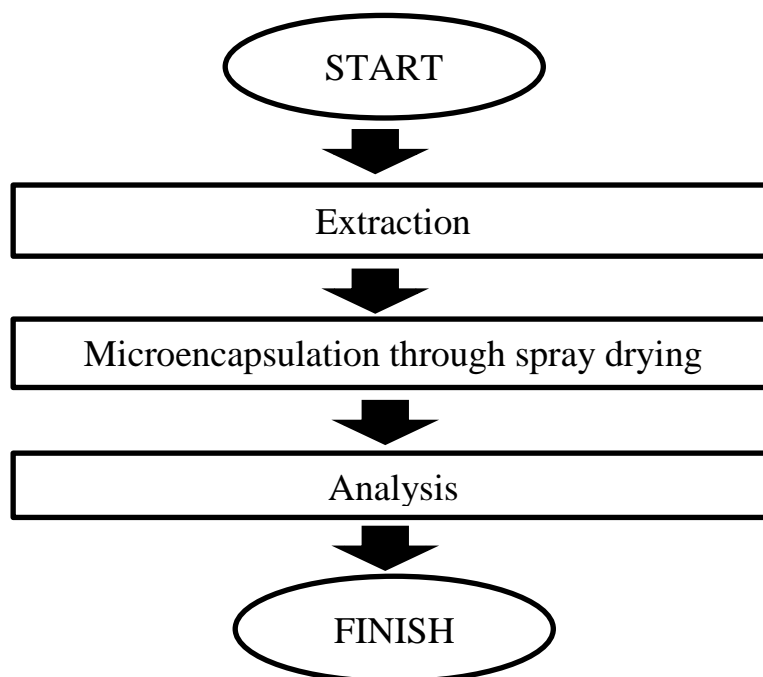 START
Extraction
Microencapsulation through spray drying
Analysis
FINISH